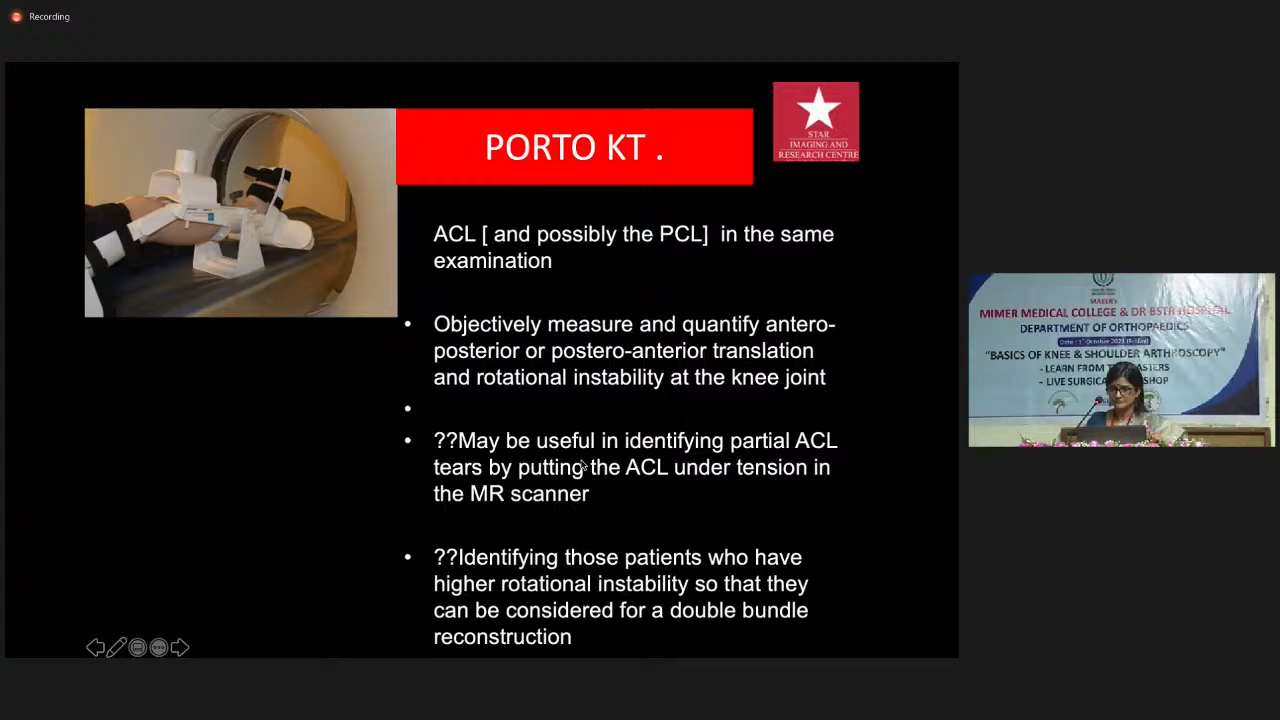 Recording
PORTO KT .
STAR
IMAGING AND
RESEARCH CENTRE
ACL [ and possibly the PCL]  in the same
examination
• Objectively measure and quantify antero-
posterior or postero-anterior translation
and rotational instability at the knee joint
•
• ??May be useful in identifying partial ACL
tears by putting the ACL under tension in
the MR scanner
• ??Identifying those patients who have
higher rotational instability so that they
can be considered for a double bundle
reconstruction
MIMER MEDICAL COLLEGE & DR BSTR HOSPITAL
DEPARTMENT OF ORTHOPAEDICS
"BASICS OF KNEE & SHOULDER ARTHROSCOPY"
- LEARN FROM
- LIVE SURGICAL